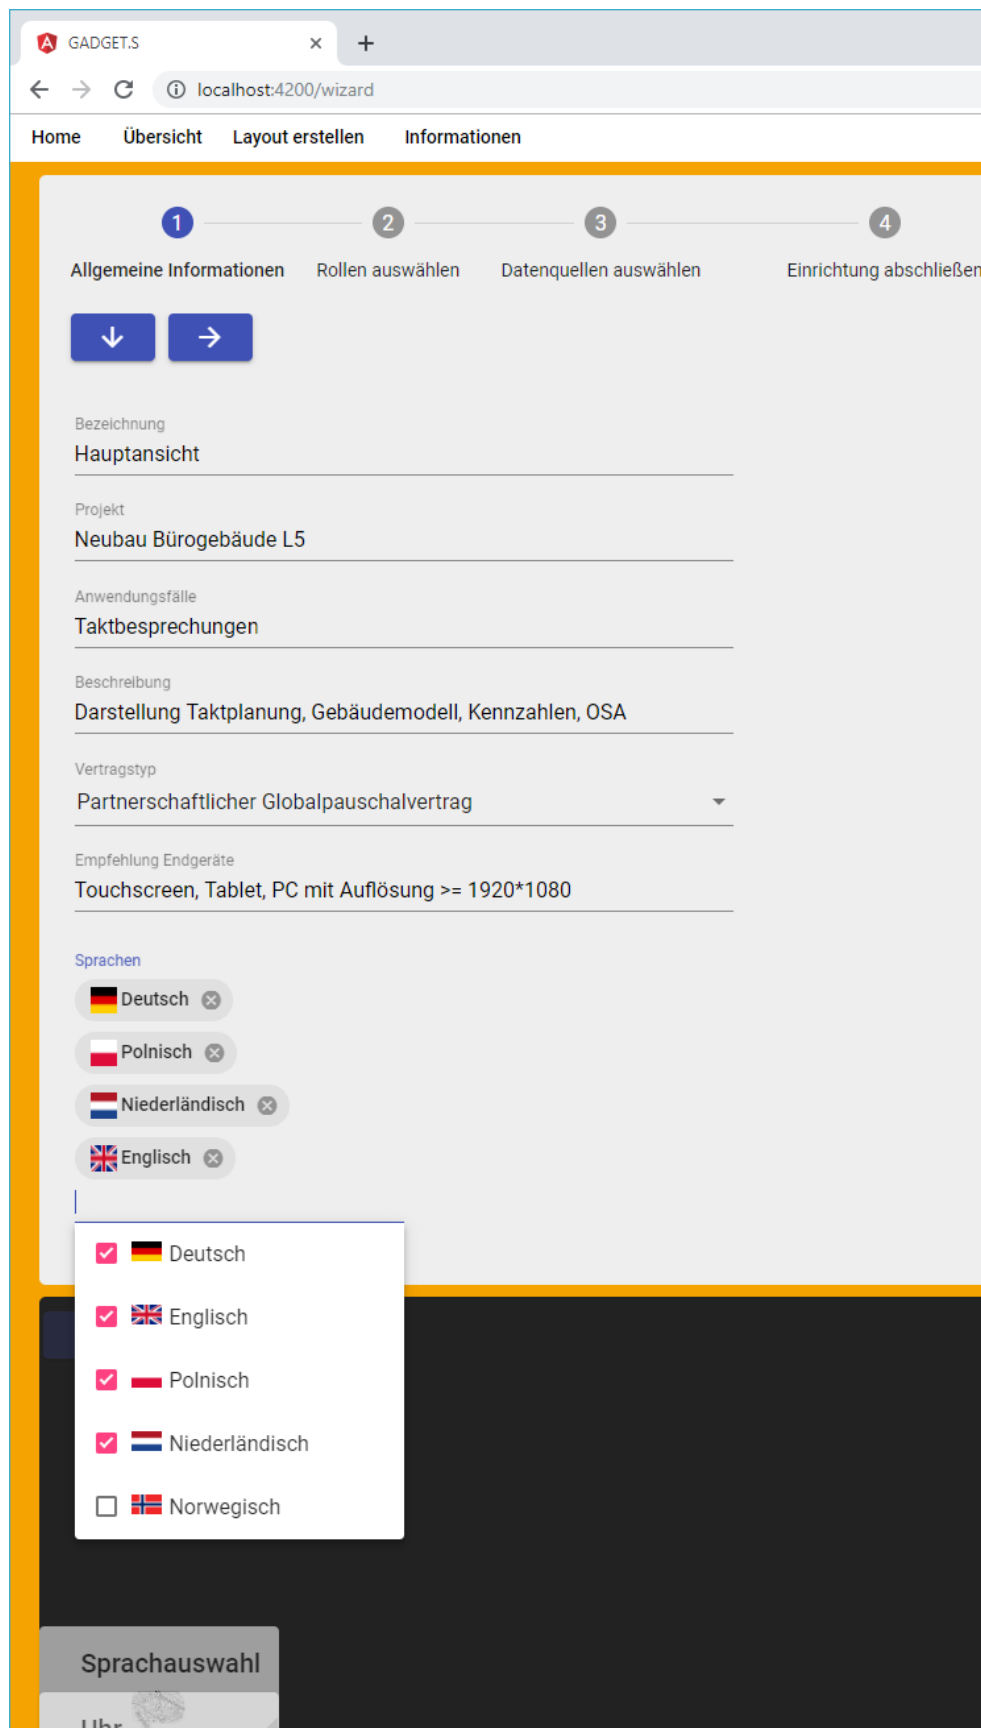 GADGET.S
localhost:4200/wizard
Home Übersicht Layout erstellen Informationen
1 2 3 4
Allgemeine Informationen Rollen auswählen Datenquellen auswählen Einrichtung abschließen
Bezeichnung
Hauptansicht
Projekt
Neubau Bürogebäude L5
Anwendungsfälle
Taktbesprechungen
Beschreibung
Darstellung Taktplanung, Gebäudemodell, Kennzahlen, OSA
Vertragstyp
Partnerschaftlicher Globalpauschalvertrag
Empfehlung Endgeräte
Touchscreen, Tablet, PC mit Auflösung >= 1920*1080
Sprachen
Deutsch
Polnisch
Niederländisch
Englisch
Deutsch
Englisch
Polnisch
Niederländisch
Norwegisch
Sprachauswahl
Uhr